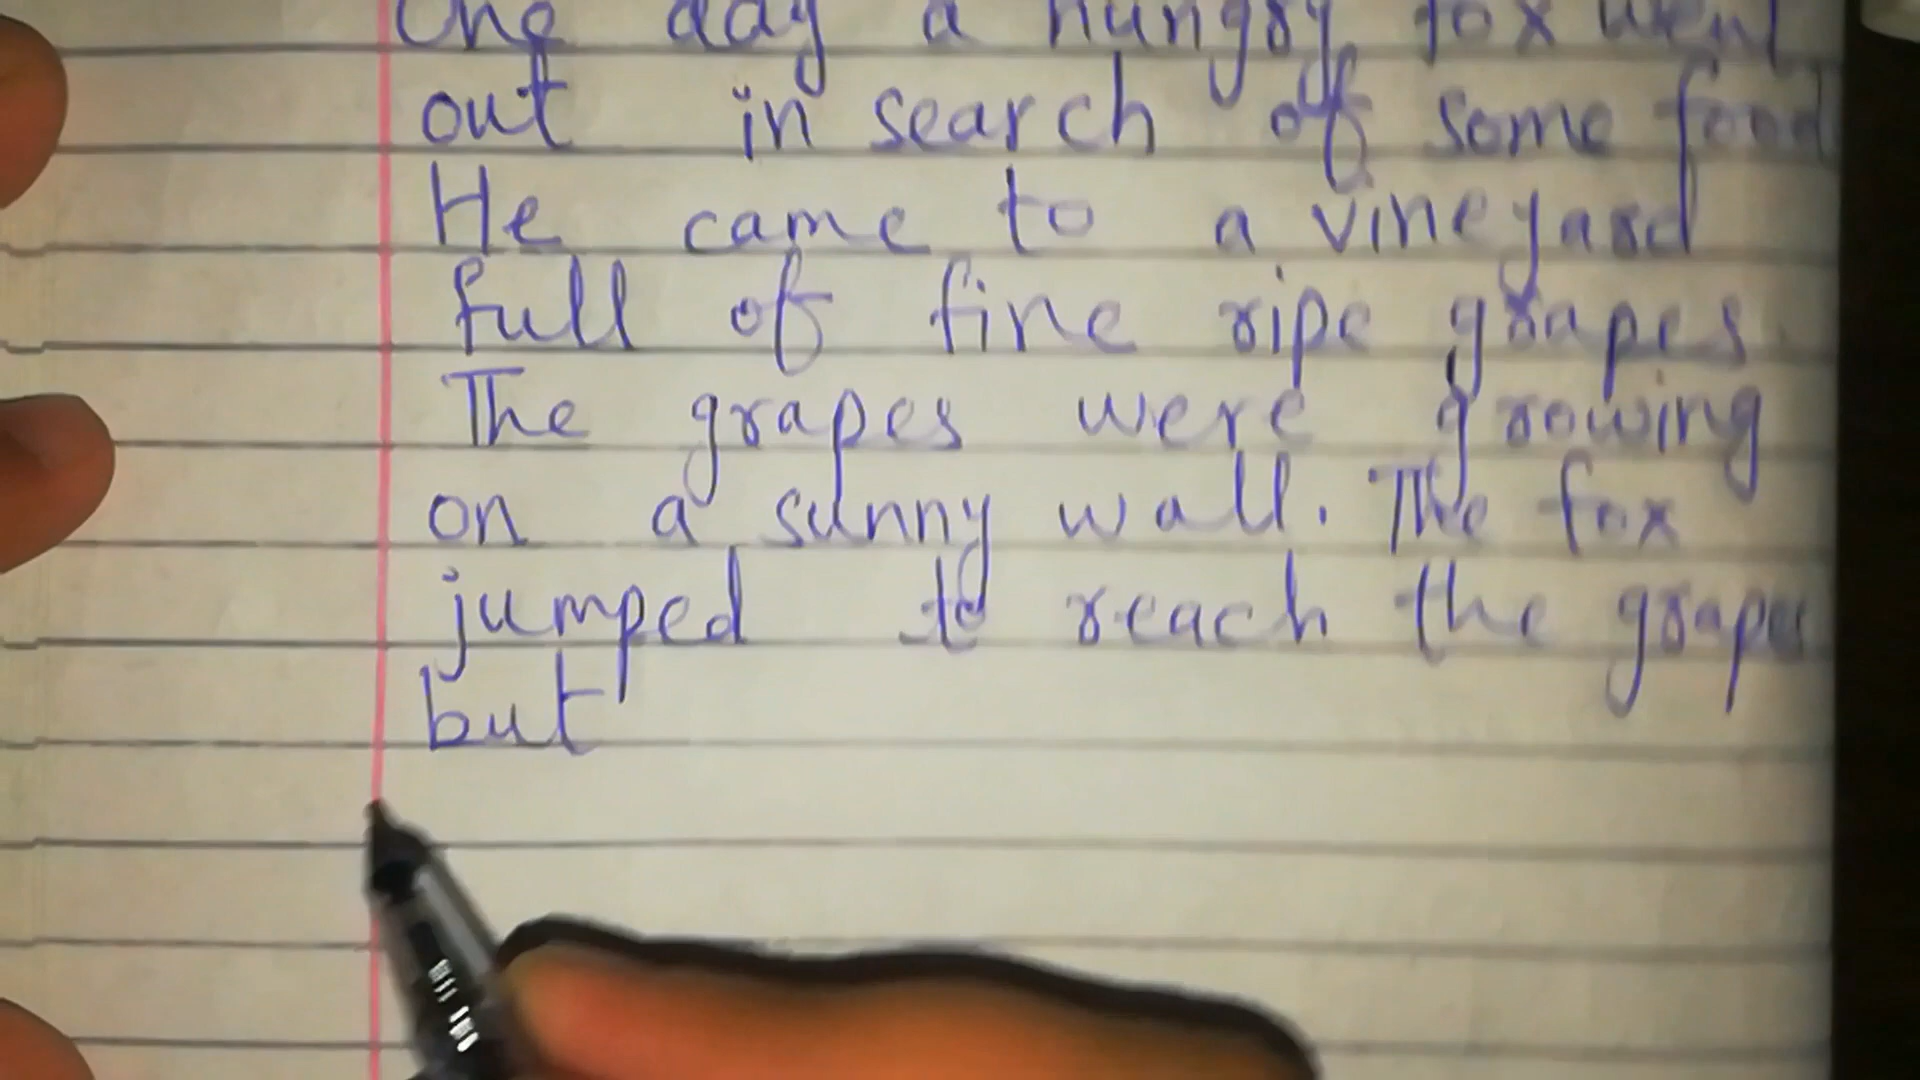 One day a hungry fox went
out in search of some food
He came to a vineyard
full of fine ripe grapes.
The grapes were growing
on a sunny wall. The fox
jumped to reach the grapes
but